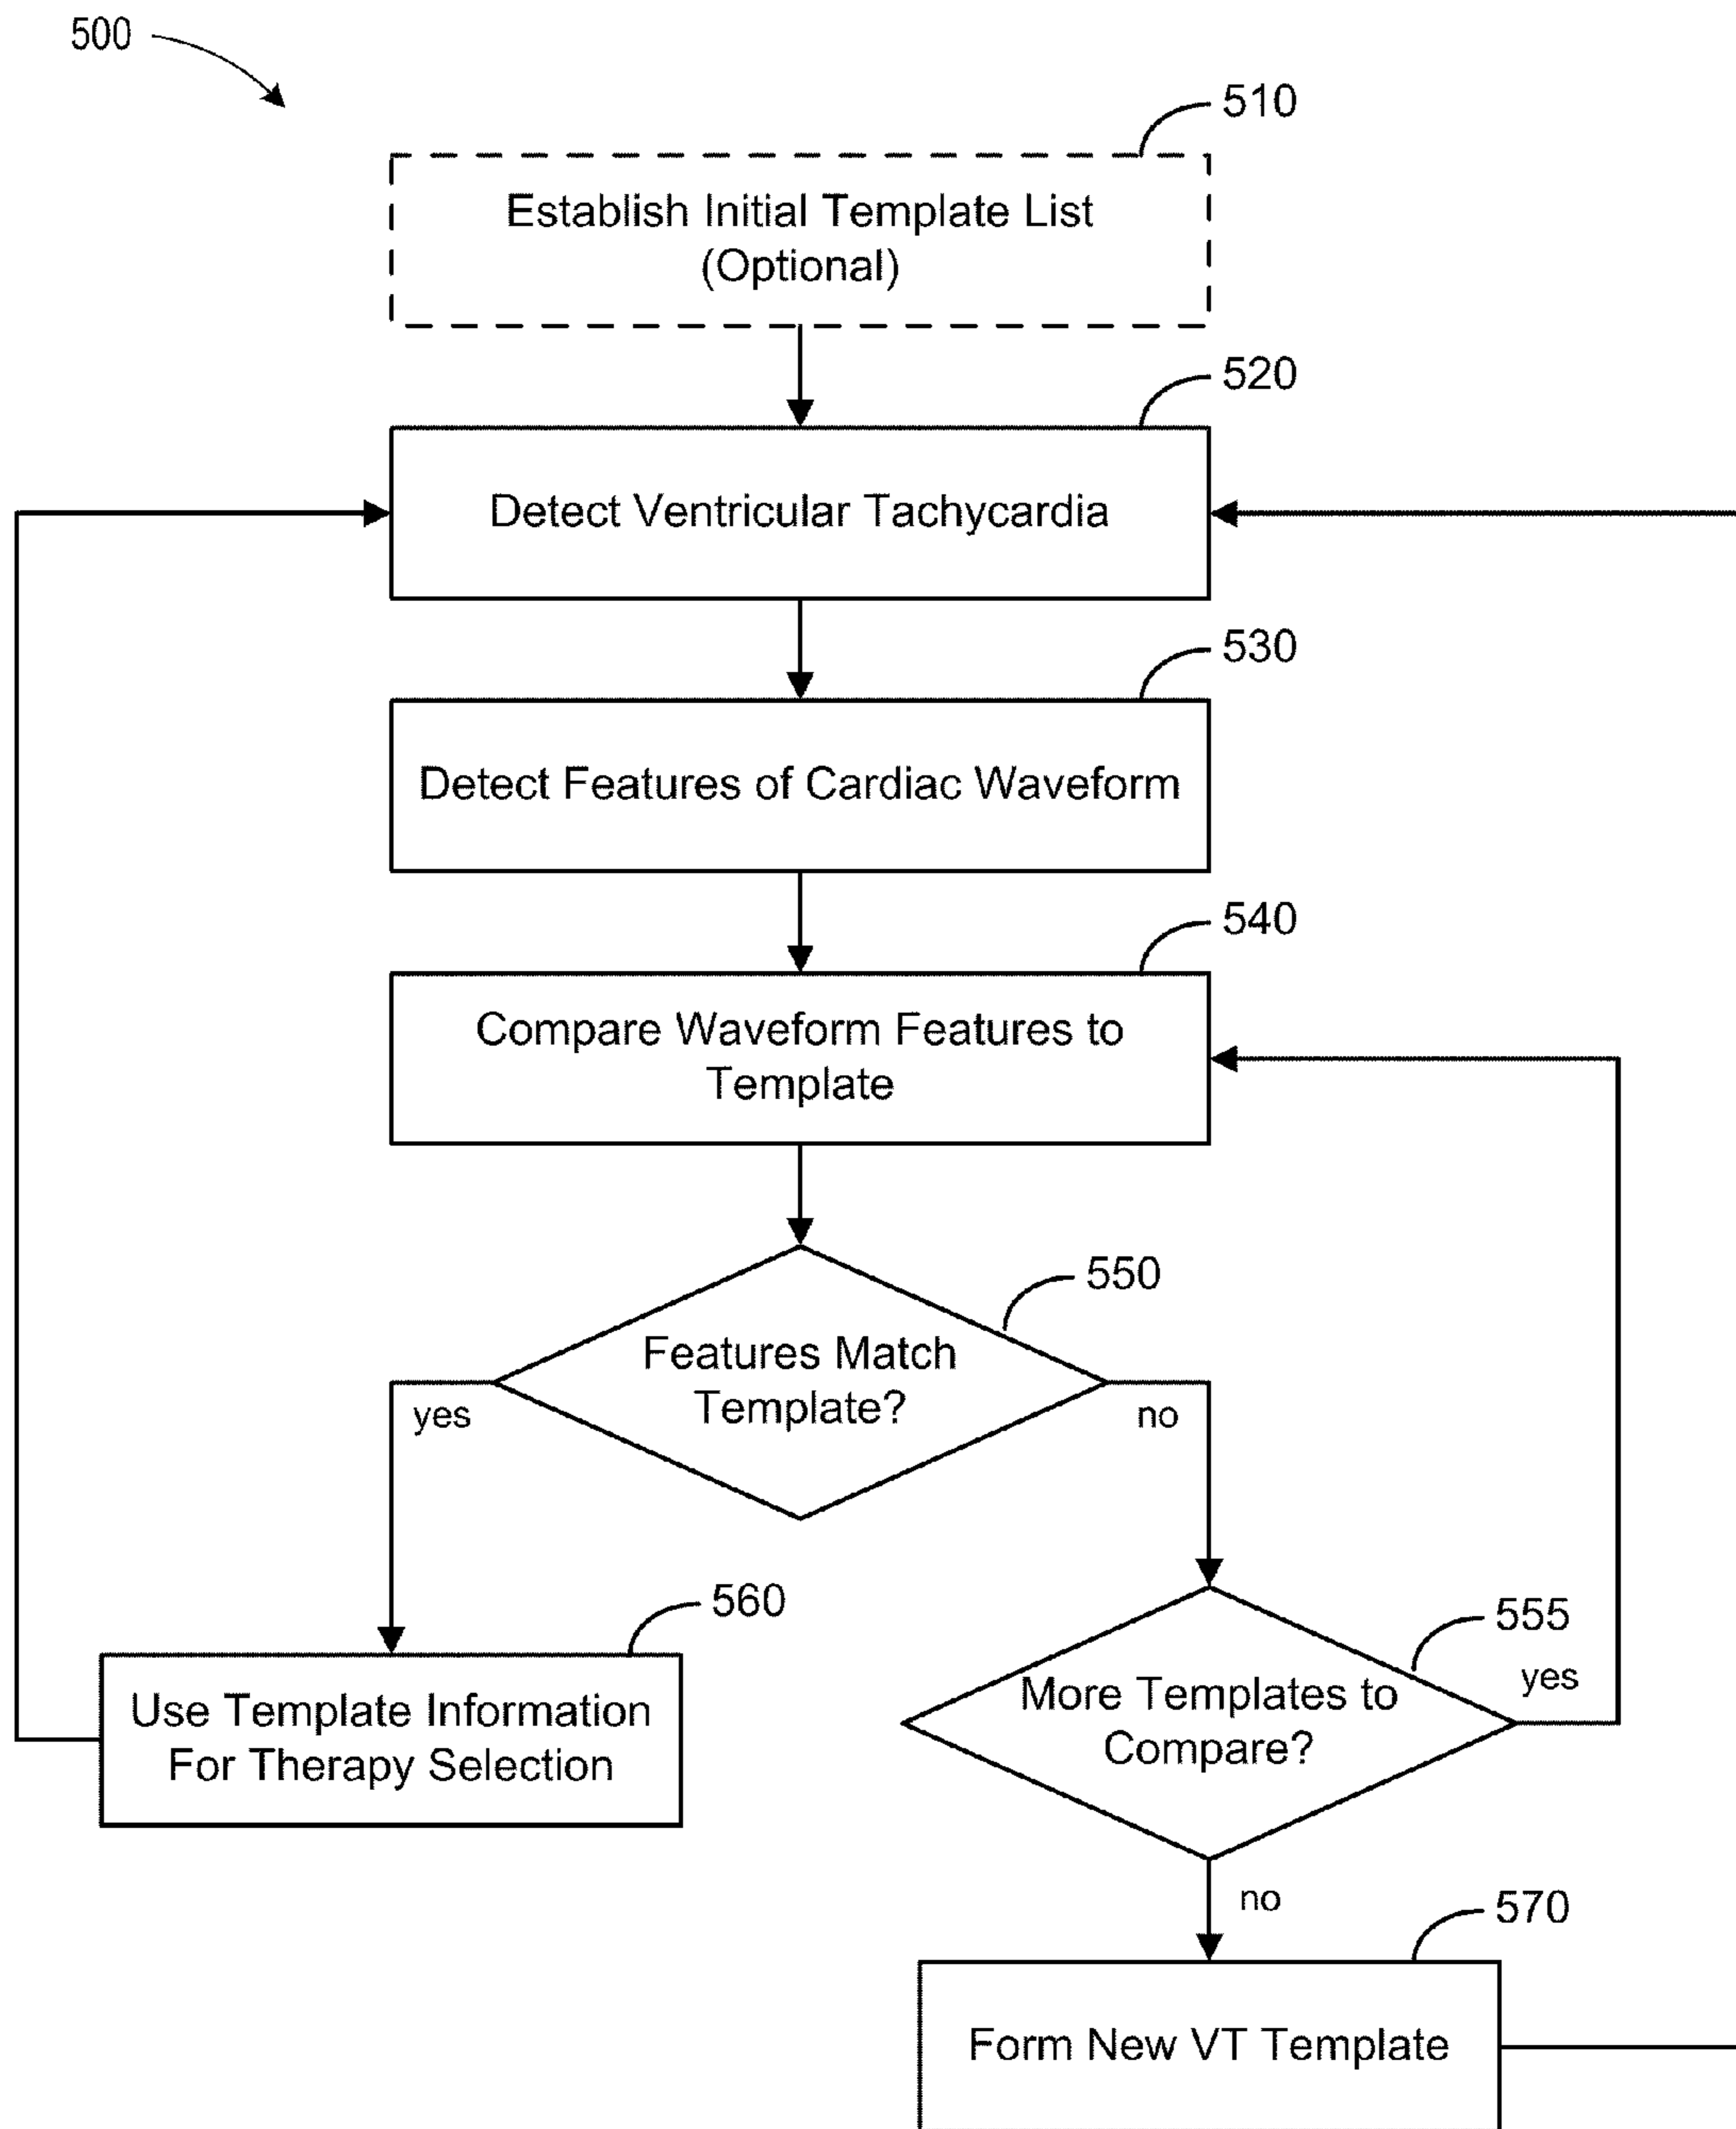 500
510
Establish Initial Template List
(Optional)
520
Detect Ventricular Tachycardia
530
Detect Features of Cardiac Waveform
540
Compare Waveform Features to
Template
550
Features Match
Template?
yes
no
560
Use Template Information
For Therapy Selection
555
More Templates to
Compare?
yes
no
570
Form New VT Template